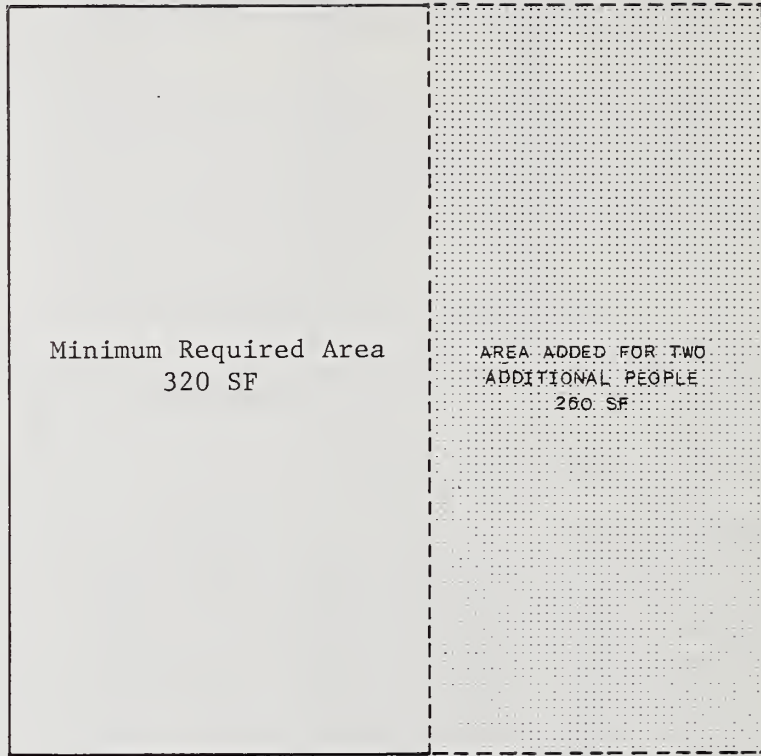 Minimum Required Area
320 SF
AREA ADDED FOR TWO
ADDITIONAL PEOPLE
260 SF